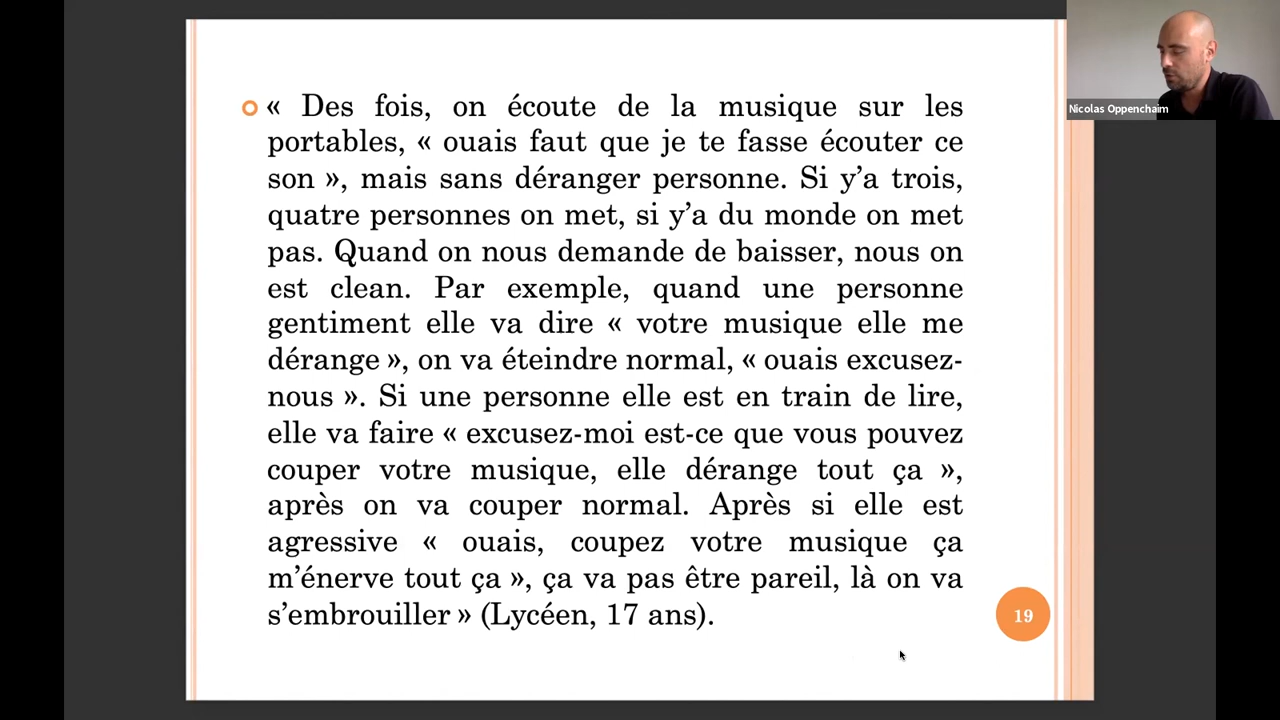 « Des fois, on écoute de la musique sur les
portables, « ouais faut que je te fasse écouter ce
son », mais sans déranger personne. Si y’a trois,
quatre personnes on met, si y’a du monde on met
pas. Quand on nous demande de baisser, nous on
est clean. Par exemple, quand une personne
gentiment elle va dire « votre musique elle me
dérange », on va éteindre normal, « ouais excusez-
nous ». Si une personne elle est en train de lire,
elle va faire « excusez-moi est-ce que vous pouvez
couper votre musique, elle dérange tout ça »,
après on va couper normal. Après si elle est
agressive « ouais, coupez votre musique ça
m’énerve tout ça », ça va pas être pareil, là on va
s’embrouiller » (Lycéen, 17 ans).
19
Nicolas Oppenchaim